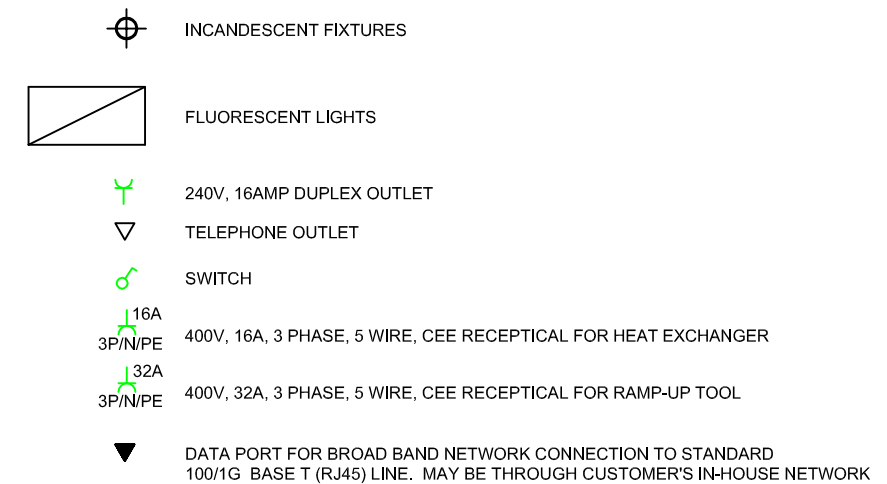 INCANDESCENT FIXTURES
FLUORESCENT LIGHTS
240V, 16AMP DUPLEX OUTLET
TELEPHONE OUTLET
SWITCH
16A
3P/N/PE
400V, 16A, 3 PHASE, 5 WIRE, CEE RECEPTICAL FOR HEAT EXCHANGER
32A
3P/N/PE
400V, 32A, 3 PHASE, 5 WIRE, CEE RECEPTICAL FOR RAMP-UP TOOL
DATA PORT FOR BROAD BAND NETWORK CONNECTION TO STANDARD
100/1G BASE T (RJ45) LINE. MAY BE THROUGH CUSTOMER'S IN-HOUSE NETWORK